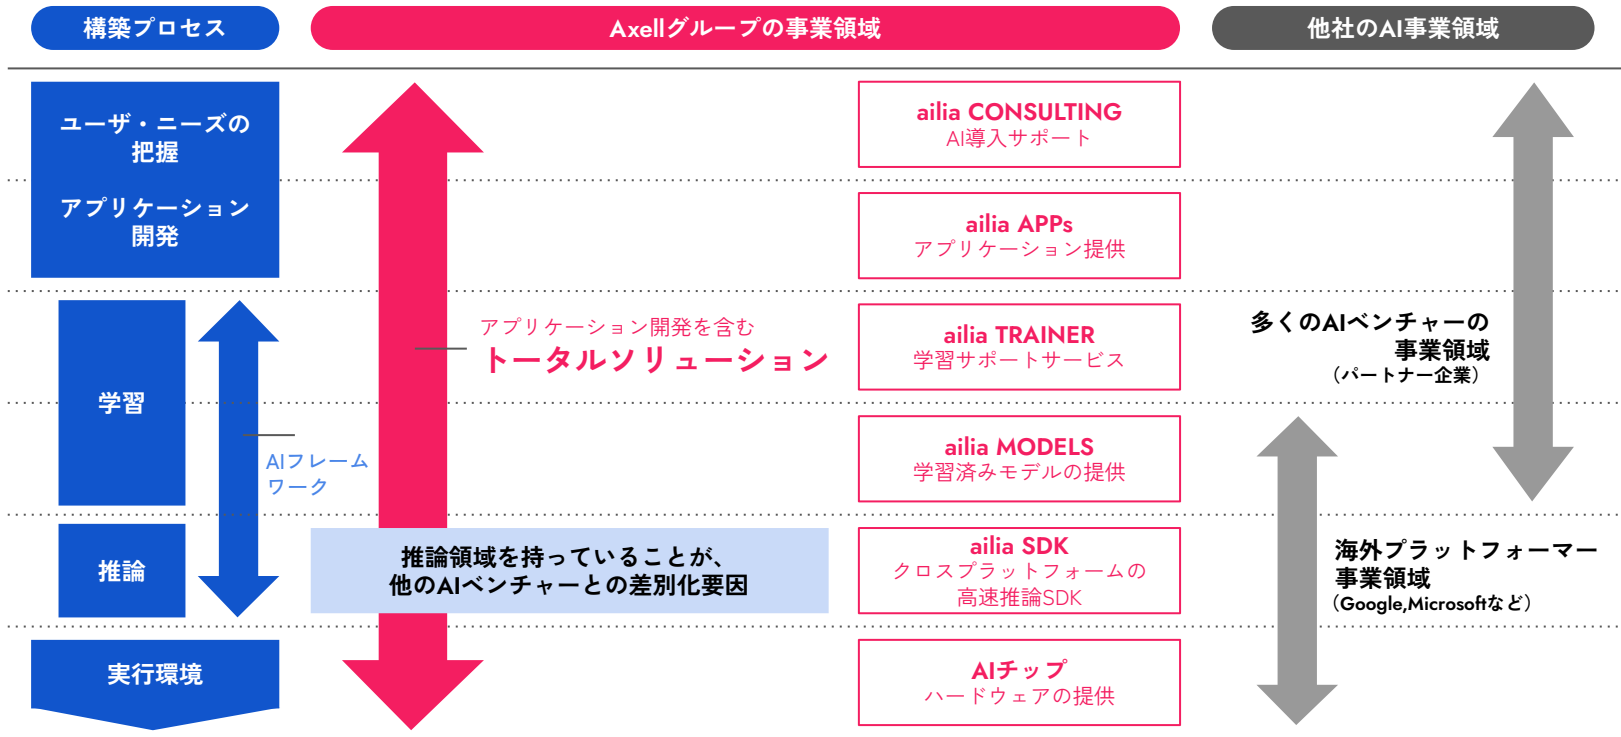 構築プロセス
Axellグループの事業領域
他社のAI事業領域
ユーザ・ニーズの
把握
アプリケーション
開発
学習
AIフレーム
ワーク
推論
実行環境
アプリケーション開発を含む
トータルソリューション
推論領域を持っていることが、
他のAIベンチャーとの差別化要因
ailia CONSULTING
AI導入サポート
ailia APPs
アプリケーション提供
ailia TRAINER
学習サポートサービス
ailia MODELS
学習済みモデルの提供
ailia SDK
クロスプラットフォームの
高速推論SDK
AIチップ
ハードウェアの提供
多くのAIベンチャーの
事業領域
（パートナー企業）
海外プラットフォーマー
事業領域
（Google,Microsoftなど）